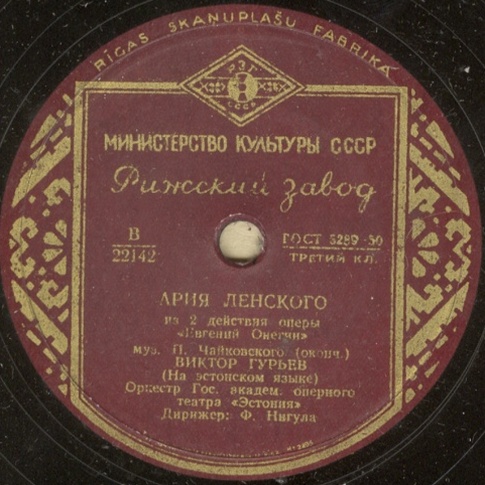 RĪGAS SKAŅUPLAŠU FABRIKA
РЗГ
СССР
МИНИСТЕРСТВО КУЛЬТУРЫ СССР
Рижский завод
В
22142
ГОСТ 5289-50
ТРЕТИЙ КЛ.
АРИЯ ЛЕНСКОГО
из 2 действия оперы
«Евгений Онегин»
муз. П. Чайковского (оконч.)
ВИКТОР ГУРЬЕВ
(На эстонском языке)
Оркестр Гос. академ. оперного
театра «Эстония»
Дирижер: Ф. Нигула